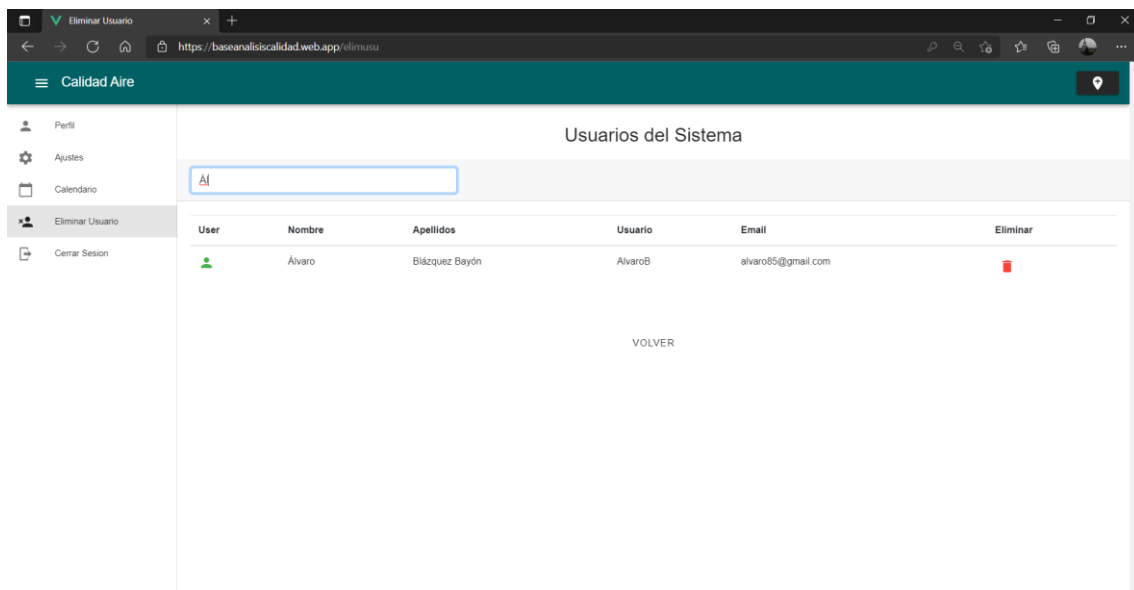 Eliminar Usuario
https://baseanalisiscalidad.web.app/elimusu
Calidad Aire
Perfil
Ajustes
Calendario
Eliminar Usuario
Cerrar Sesion
Usuarios del Sistema
Ál
User Nombre Apellidos Usuario Email Eliminar
Álvaro Blázquez Bayón AlvaroB alvaro85@gmail.com
VOLVER